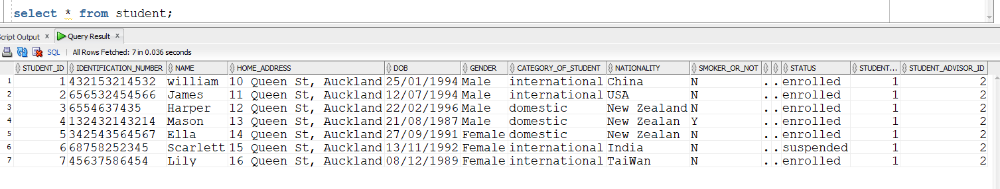 select * from student;
Script Output x Query Result x
SQL | All Rows Fetched: 7 in 0.036 seconds
STUDENT_ID IDENTIFICATION_NUMBER NAME HOME_ADDRESS DOB GENDER CATEGORY_OF_STUDENT NATIONALITY SMOKER_OR_NOT STATUS STUDENT... STUDENT_ADVISOR_ID
1 1 432153214532 william 10 Queen St, Auckland 25/01/1994 Male international China N . . enrolled 1 2
2 2 656532454566 James 11 Queen St, Auckland 12/07/1994 Male international USA N . . enrolled 1 2
3 3 6554637435 Harper 12 Queen St, Auckland 22/02/1996 Male domestic New Zealand N . . enrolled 1 2
4 4 132432143214 Mason 13 Queen St, Auckland 21/08/1987 Male domestic New Zealan Y . . enrolled 1 2
5 5 342543564567 Ella 14 Queen St, Auckland 27/09/1991 Female domestic New Zealan N . . enrolled 1 2
6 6 68758252345 Scarlett 15 Queen St, Auckland 13/11/1992 Female international India N . . suspended 1 2
7 7 45637586454 Lily 16 Queen St, Auckland 08/12/1989 Female international TaiWan N . . enrolled 1 2